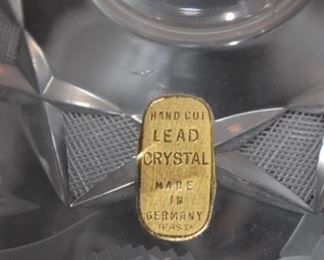 HAND CUT
LEAD
CRYSTAL
MADE
IN
GERMANY
(EAST)